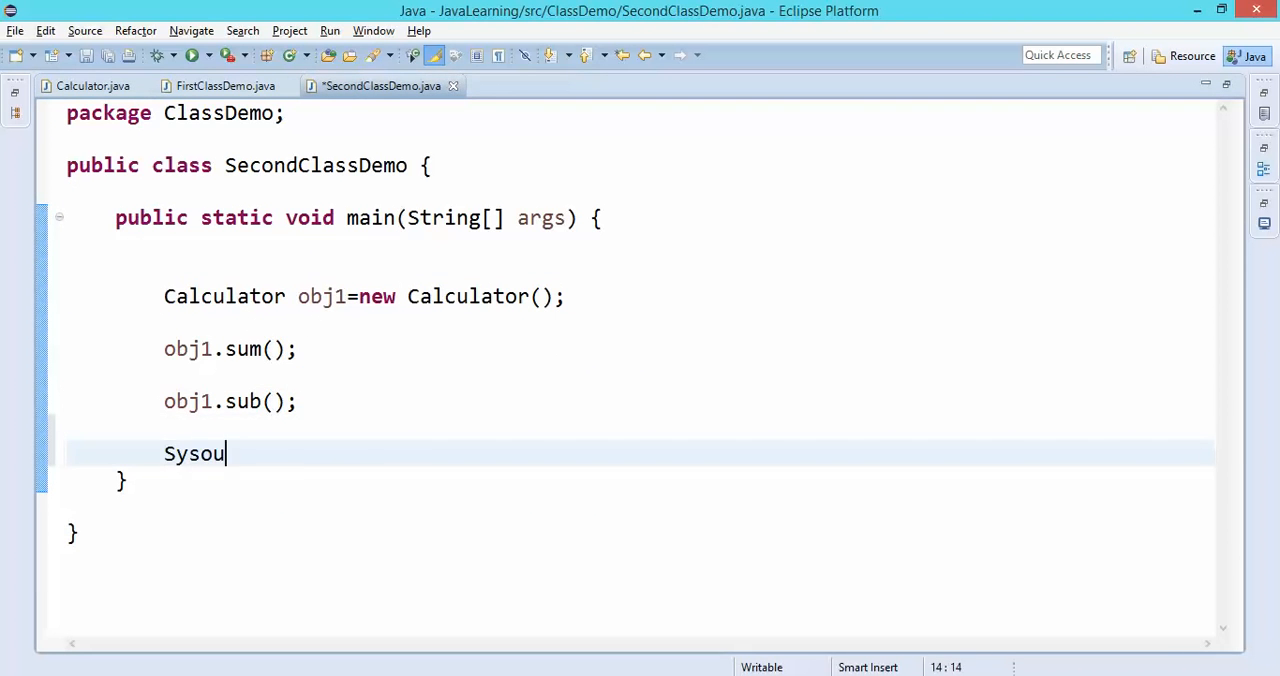 Java - JavaLearning/src/ClassDemo/SecondClassDemo.java - Eclipse Platform
File Edit Source Refactor Navigate Search Project Run Window Help
Quick Access Resource Java
Calculator.java FirstClassDemo.java *SecondClassDemo.java
package ClassDemo;
public class SecondClassDemo {
public static void main(String[] args) {
Calculator obj1=new Calculator();
obj1.sum();
obj1.sub();
Sysou
}
}
Writable Smart Insert 14 : 14